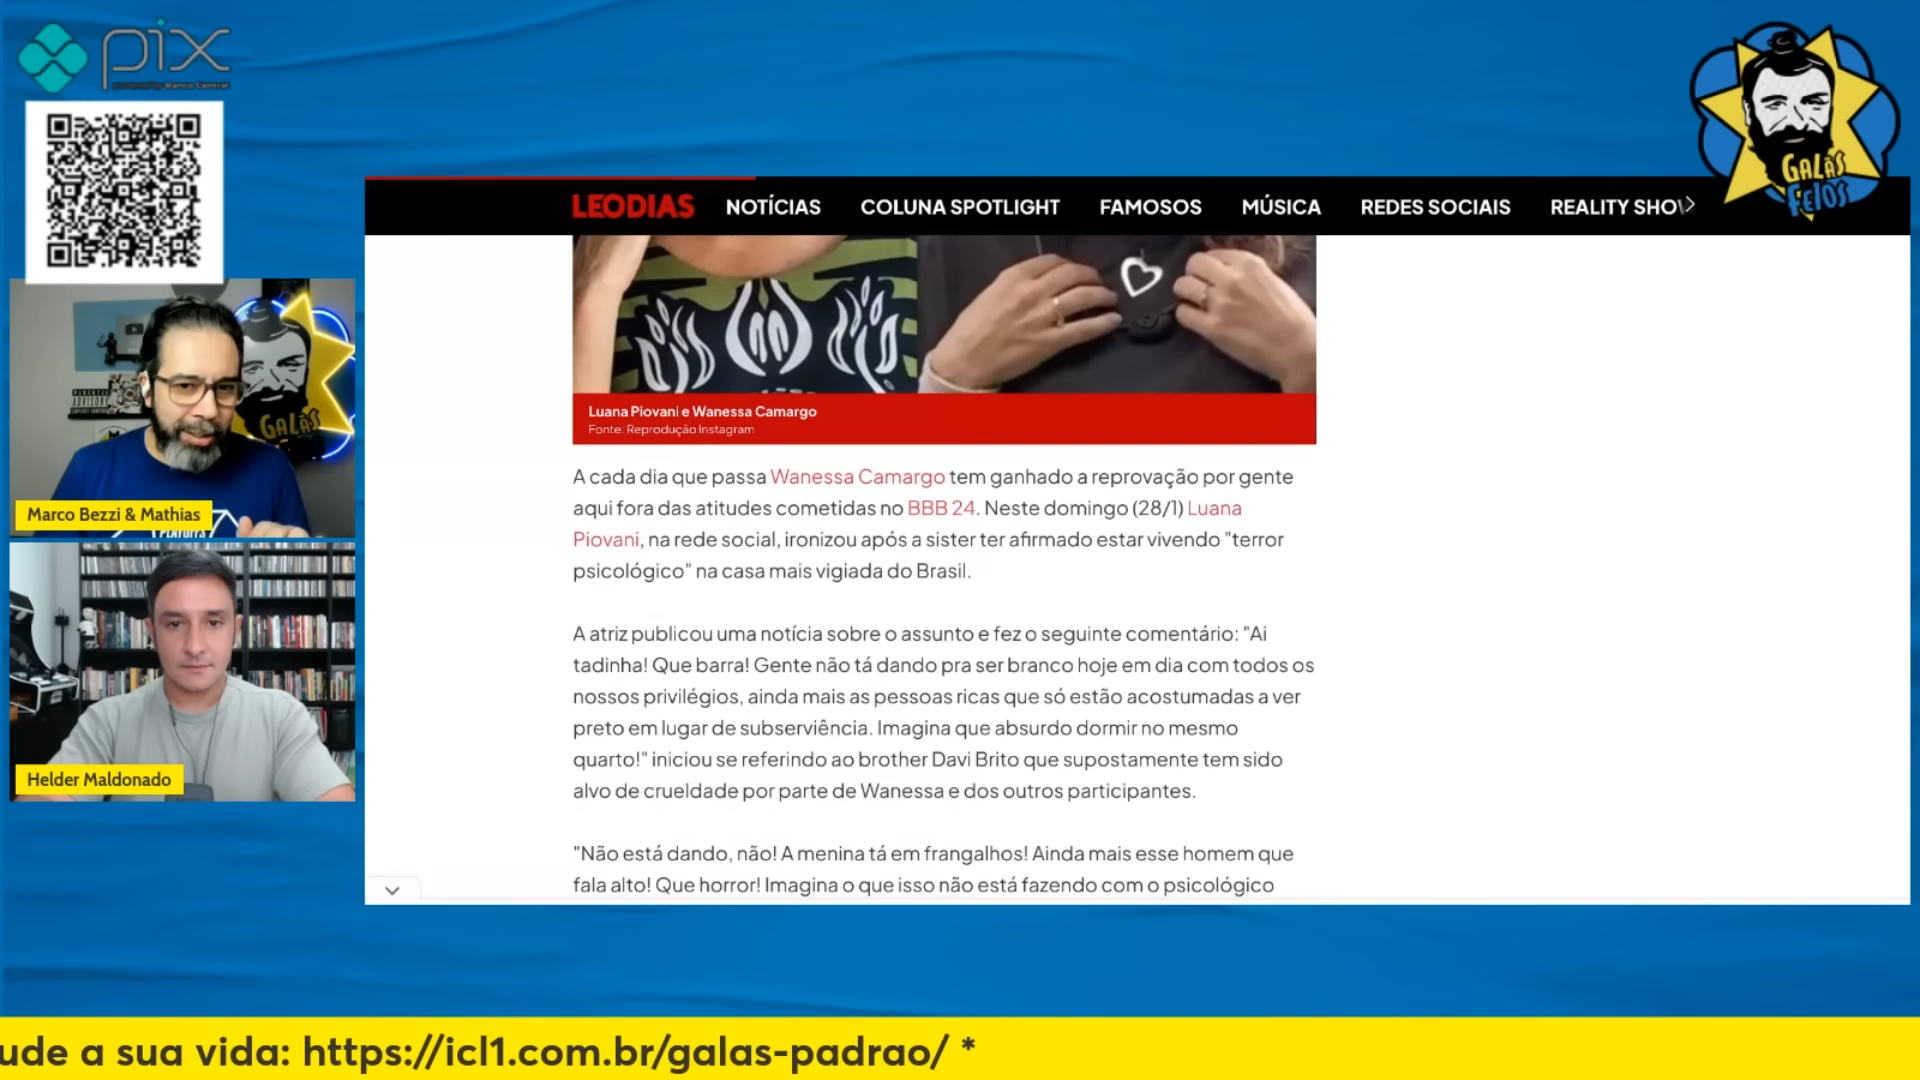 pix
powered by Banco Central
GALÃS
FEIOS
LEODIAS NOTÍCIAS COLUNA SPOTLIGHT FAMOSOS MÚSICA REDES SOCIAIS REALITY SHOW
Luana Piovani e Wanessa Camargo
Fonte: Reprodução Instagram
A cada dia que passa Wanessa Camargo tem ganhado a reprovação por gente
aqui fora das atitudes cometidas no BBB 24. Neste domingo (28/1) Luana
Piovani, na rede social, ironizou após a sister ter afirmado estar vivendo "terror
psicológico" na casa mais vigiada do Brasil.
A atriz publicou uma notícia sobre o assunto e fez o seguinte comentário: "Ai
tadinha! Que barra! Gente não tá dando pra ser branco hoje em dia com todos os
nossos privilégios, ainda mais as pessoas ricas que só estão acostumadas a ver
preto em lugar de subserviência. Imagina que absurdo dormir no mesmo
quarto!" iniciou se referindo ao brother Davi Brito que supostamente tem sido
alvo de crueldade por parte de Wanessa e dos outros participantes.
"Não está dando, não! A menina tá em frangalhos! Ainda mais esse homem que
fala alto! Que horror! Imagina o que isso não está fazendo com o psicológico
PARENTAL
ADVISORY
GALÃS
Marco Bezzi & Mathias
Helder Maldonado
ude a sua vida: https://icl1.com.br/galas-padrao/ *